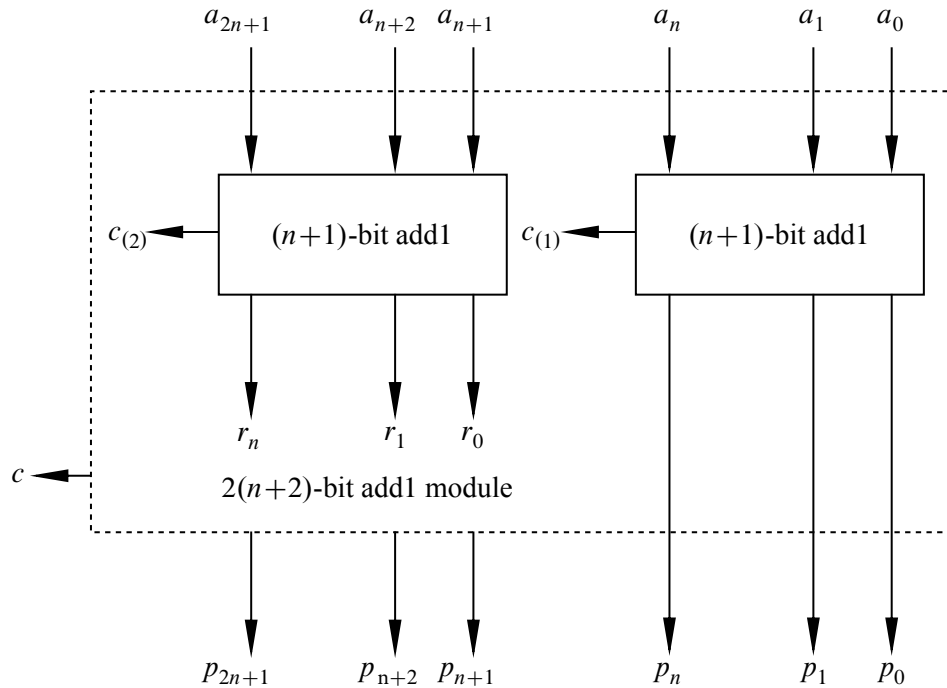 a_{2n+1} a_{n+2} a_{n+1} a_n a_1 a_0
c_{(2)} (n+1)-bit add1 c_{(1)} (n+1)-bit add1
r_n r_1 r_0
c
2(n+2)-bit add1 module
p_{2n+1} p_{n+2} p_{n+1} p_n p_1 p_0